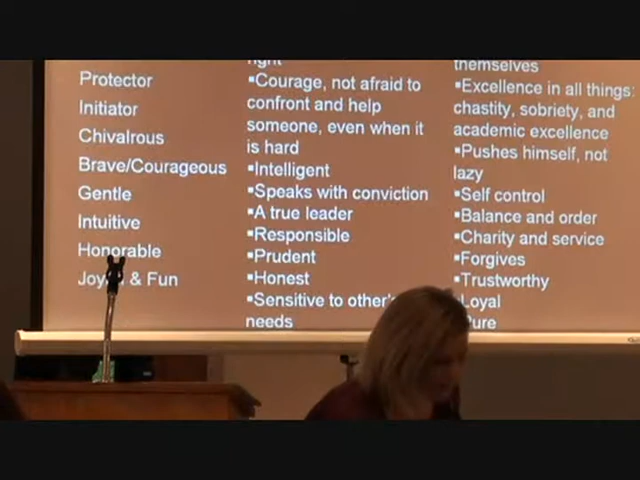 Protector
Initiator
Chivalrous
Brave/Courageous
Gentle
Intuitive
Honorable
& Fun
right
▪Courage, not afraid to
confront and help
someone, even when it
is hard
▪Intelligent
▪Speaks with conviction
▪A true leader
▪Responsible
▪Prudent
▪Honest
▪Sensitive to other's
needs
themselves
▪Excellence in all things:
chastity, sobriety, and
academic excellence
▪Pushes himself, not
lazy
▪Self control
▪Balance and order
▪Charity and service
▪Forgives
▪Trustworthy
▪Loyal
Pure